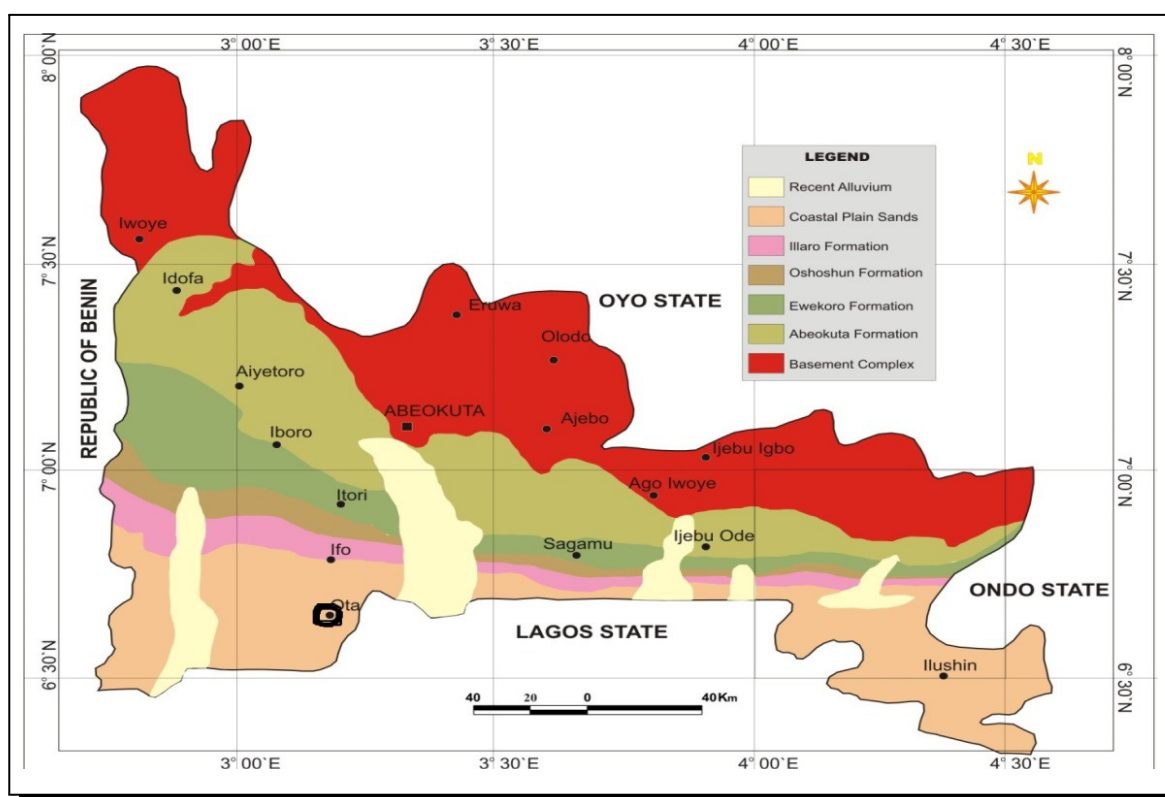 3° 00'E 3° 30'E 4° 00'E 4° 30'E
8° 00'N 8° 00'N
LEGEND
Recent Alluvium
Coastal Plain Sands
Illaro Formation
Oshoshun Formation
Ewekoro Formation
Abeokuta Formation
Basement Complex
N
Iwoye
7° 30'N 7° 30'N
Idofa
OYO STATE
Eruwa
Olodo
REPUBLIC OF BENIN
Aiyetoro
ABEOKUTA
Ajebo
Iboro
Ijebu Igbo
7° 00'N 7° 00'N
Ago Iwoye
Itori
Ifo
Sagamu
Ijebu Ode
ONDO STATE
Ota
LAGOS STATE
Ilushin
6° 30'N 6° 30'N
40 20 0 40Km
3° 00'E 3° 30'E 4° 00'E 4° 30'E